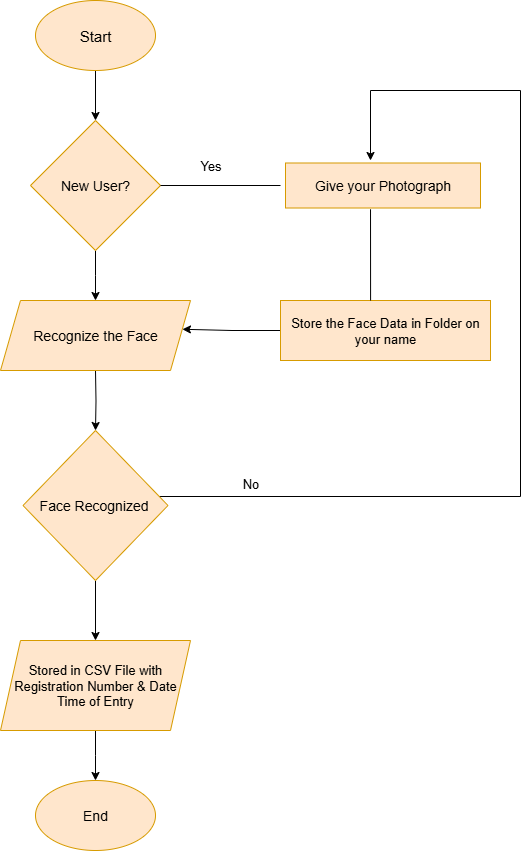 Start
New User?
Yes
Give your Photograph
Recognize the Face
Store the Face Data in Folder on
your name
Face Recognized
No
Stored in CSV File with
Registration Number & Date
Time of Entry
End